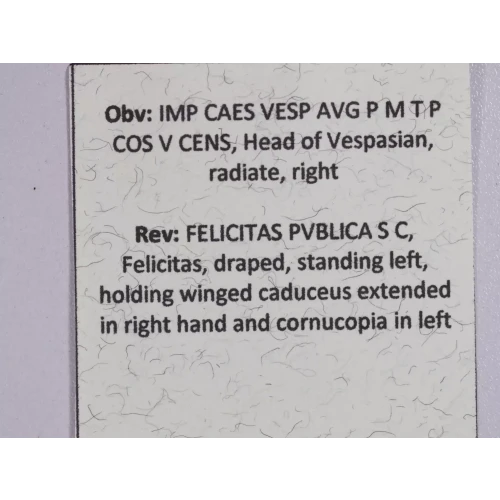 Obv: IMP CAES VESP AVG P M T P
COS V CENS, Head of Vespasian,
radiate, right
Rev: FELICITAS PVBLICA S C,
Felicitas, draped, standing left,
holding winged caduceus extended
in right hand and cornucopia in left